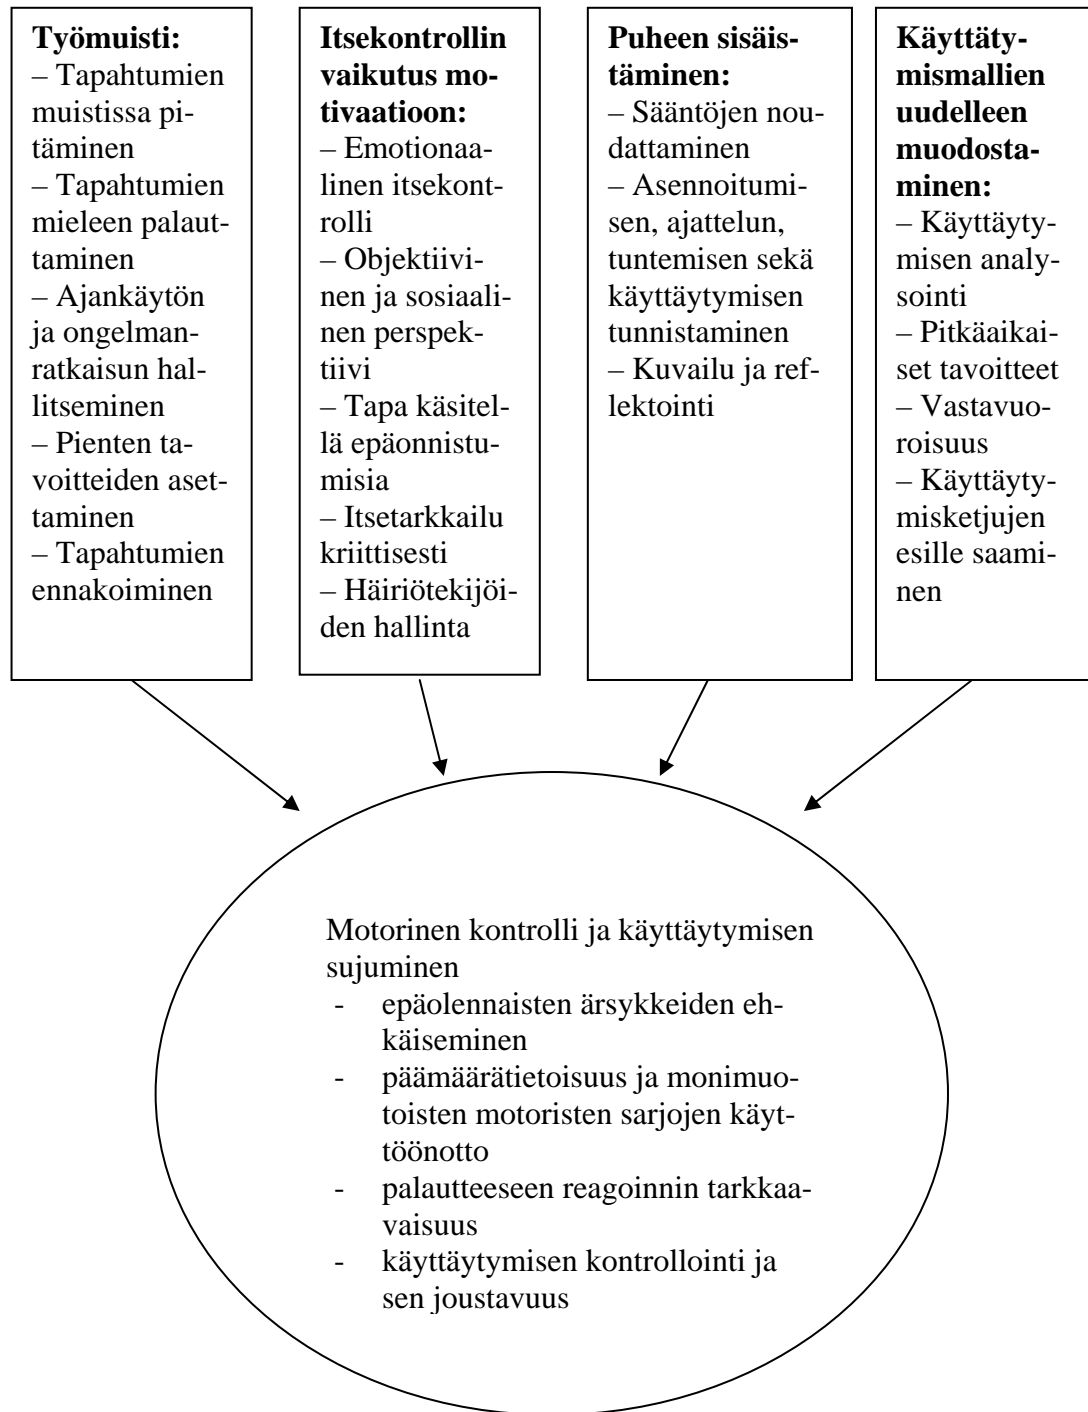 Työmuisti:
– Tapahtumien
muistissa pi-
täminen
– Tapahtumien
mieleen palaut-
taminen
– Ajankäytön
ja ongelman-
ratkaisun hal-
litseminen
– Pienten ta-
voitteiden aset-
taminen
– Tapahtumien
ennakoiminen
Itsekontrollin
vaikutus mo-
tivaatioon:
– Emotionaa-
linen itsekont-
rolli
– Objektiivi-
nen ja sosiaali-
nen perspek-
tiivi
– Tapa käsitel-
lä epäonnistu-
misia
– Itsetarkkailu
kriittisesti
– Häiriötekijöi-
den hallinta
Puheen sisäis-
täminen:
– Sääntöjen nou-
dattaminen
– Asennoitumi-
sen, ajattelun,
tuntemisen sekä
käyttäytymisen
tunnistaminen
– Kuvailu ja ref-
lektointi
Käyttäty-
mismallien
uudelleen
muodosta-
minen:
– Käyttäyty-
misen analy-
sointi
– Pitkäaikai-
set tavoitteet
– Vastavuo-
roisuus
– Käyttäyty-
misketjujen
esille saami-
nen
Motorinen kontrolli ja käyttäytymisen
sujuminen
- epäolennaisten ärsykkeiden eh-
käiseminen
- päämäärätietoisuus ja monimuo-
toisten motoristen sarjojen käyt-
töönotto
- palautteeseen reagoinnin tarkkaa-
vaisuus
- käyttäytymisen kontrollointi ja
sen joustavuus